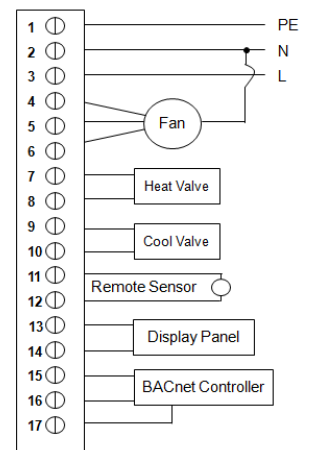 1 PE
2 N
3 L
4
5 Fan
6
7
Heat Valve
8
9
Cool Valve
10
11
Remote Sensor
12
13
Display Panel
14
15
BACnet Controller
16
17